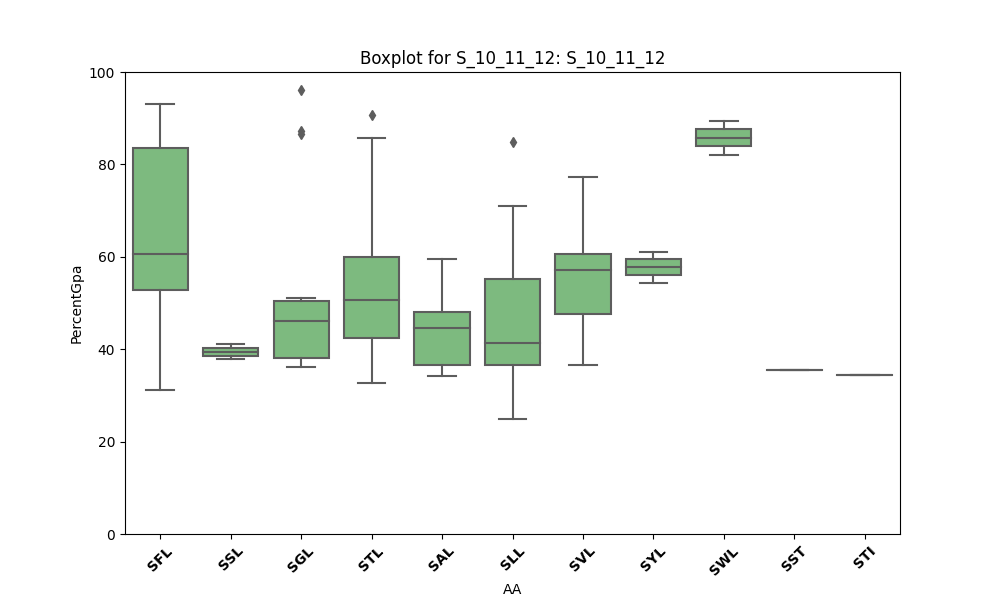 Boxplot for S_10_11_12: S_10_11_12
100
80
60
40
20
0
PercentGpa
SFL
SSL
SGL
STL
SAL
SLL
SVL
SYL
SWL
SST
STI
AA